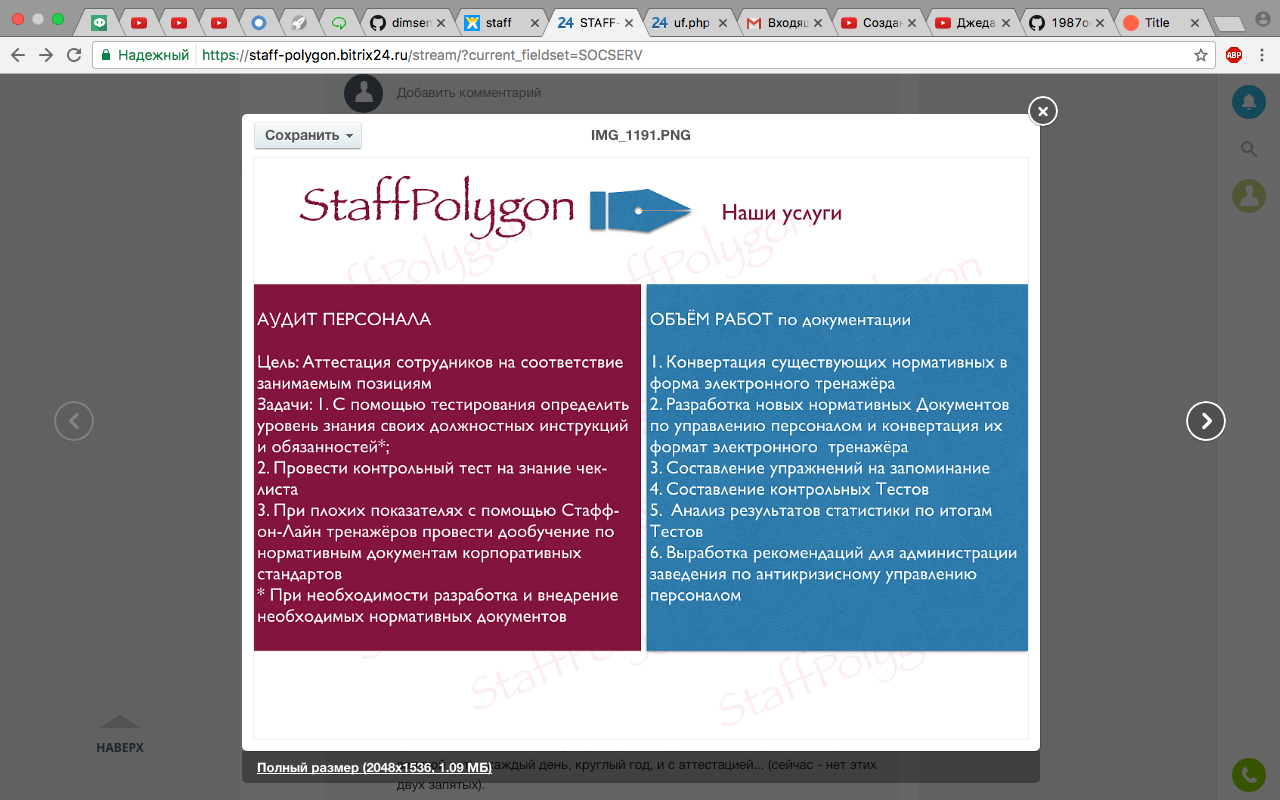 dimsem
staff
24 STAFF-
24 uf.php
Входящ
Создан
Джеда
1987o
Title
Надежный https://staff-polygon.bitrix24.ru/stream/?current_fieldset=SOCSERV
ABP
Добавить комментарий
Сохранить
IMG_1191.PNG
StaffPolygon
Наши услуги
АУДИТ ПЕРСОНАЛА
Цель: Аттестация сотрудников на соответствие
занимаемым позициям
Задачи: 1. С помощью тестирования определить
уровень знания своих должностных инструкций
и обязанностей*;
2. Провести контрольный тест на знание чек-
листа
3. При плохих показателях с помощью Стафф-
он-Лайн тренажёров провести дообучение по
нормативным документам корпоративных
стандартов
* При необходимости разработка и внедрение
необходимых нормативных документов
ОБЪЁМ РАБОТ по документации
1. Конвертация существующих нормативных в
форма электронного тренажёра
2. Разработка новых нормативных Документов
по управлению персоналом и конвертация их
формат электронного тренажёра
3. Составление упражнений на запоминание
4. Составление контрольных Тестов
5. Анализ результатов статистики по итогам
Тестов
6. Выработка рекомендаций для администрации
заведения по антикризисному управлению
персоналом
StaffPolygon
StaffPolygon
НАВЕРХ
Полный размер (2048x1536, 1.09 МБ)
каждый день, круглый год, и с аттестацией... (сейчас - нет этих
двух запятых).